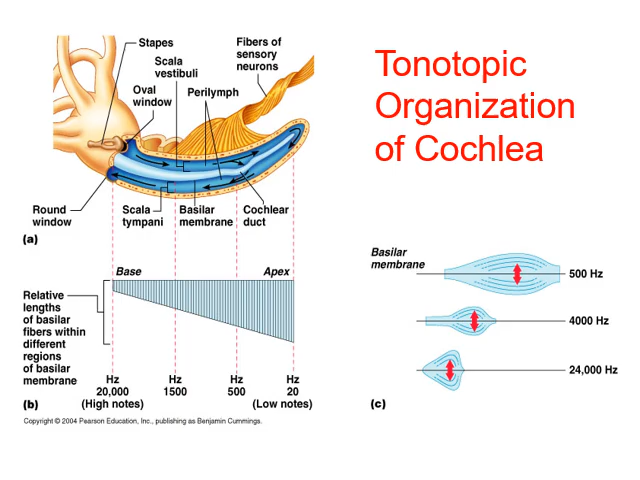 Tonotopic
Organization
of Cochlea
Stapes
Scala
vestibuli
Fibers of
sensory
neurons
Oval
window
Perilymph
Round
window
Scala
tympani
Basilar
membrane
Cochlear
duct
(a)
Base
Apex
Relative
lengths
of basilar
fibers within
different
regions
of basilar
membrane
Hz
20,000
(High notes)
Hz
1500
Hz
500
Hz
20
(Low notes)
(b)
Basilar
membrane
500 Hz
4000 Hz
24,000 Hz
(c)
Copyright © 2004 Pearson Education, Inc., publishing as Benjamin Cummings.